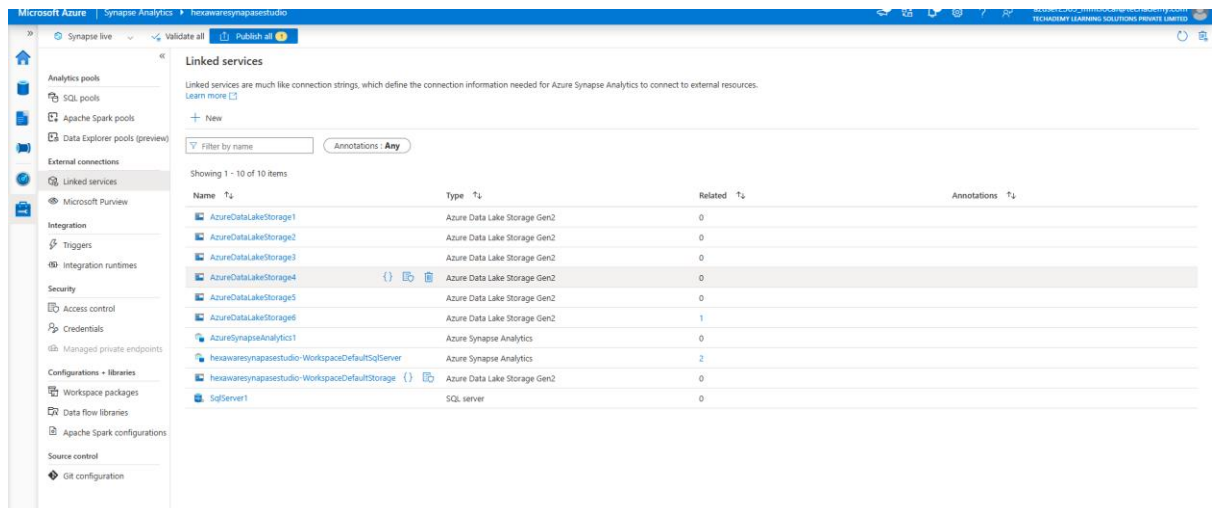 Microsoft Azure | Synapse Analytics ▸ hexawaresynapasestudio
TECHADEMY LEARNING SOLUTIONS PRIVATE LIMITED
Synapse live Validate all Publish all 1
Analytics pools
SQL pools
Apache Spark pools
Data Explorer pools (preview)
External connections
Linked services
Microsoft Purview
Integration
Triggers
Integration runtimes
Security
Access control
Credentials
Managed private endpoints
Configurations + libraries
Workspace packages
Data flow libraries
Apache Spark configurations
Source control
Git configuration
Linked services
Linked services are much like connection strings, which define the connection information needed for Azure Synapse Analytics to connect to external resources.
Learn more
+ New
Filter by name Annotations : Any
Showing 1 - 10 of 10 items
Name Type Related Annotations
AzureDataLakeStorage1 Azure Data Lake Storage Gen2 0
AzureDataLakeStorage2 Azure Data Lake Storage Gen2 0
AzureDataLakeStorage3 Azure Data Lake Storage Gen2 0
AzureDataLakeStorage4 {} Azure Data Lake Storage Gen2 0
AzureDataLakeStorage5 Azure Data Lake Storage Gen2 0
AzureDataLakeStorage6 Azure Data Lake Storage Gen2 1
AzureSynapseAnalytics1 Azure Synapse Analytics 0
hexawaresynapasestudio-WorkspaceDefaultSqlServer Azure Synapse Analytics 2
hexawaresynapasestudio-WorkspaceDefaultStorage {} Azure Data Lake Storage Gen2 0
SqlServer1 SQL server 0